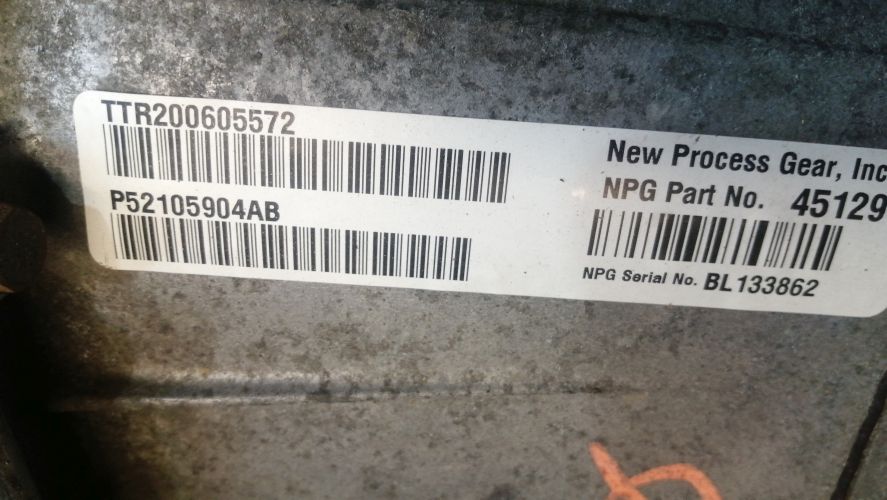 TTR200605572
P52105904AB
New Process Gear, Inc
NPG Part No. 45129
NPG Serial No. BL133862